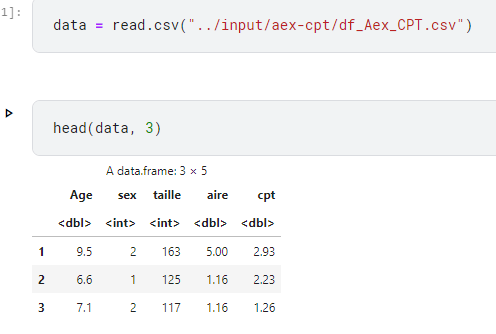 1]:
data = read.csv("../input/aex-cpt/df_Aex_CPT.csv")
head(data, 3)
A data.frame: 3 × 5
Age sex taille aire cpt
<dbl> <int> <int> <dbl> <dbl>
1 9.5 2 163 5.00 2.93
2 6.6 1 125 1.16 2.23
3 7.1 2 117 1.16 1.26